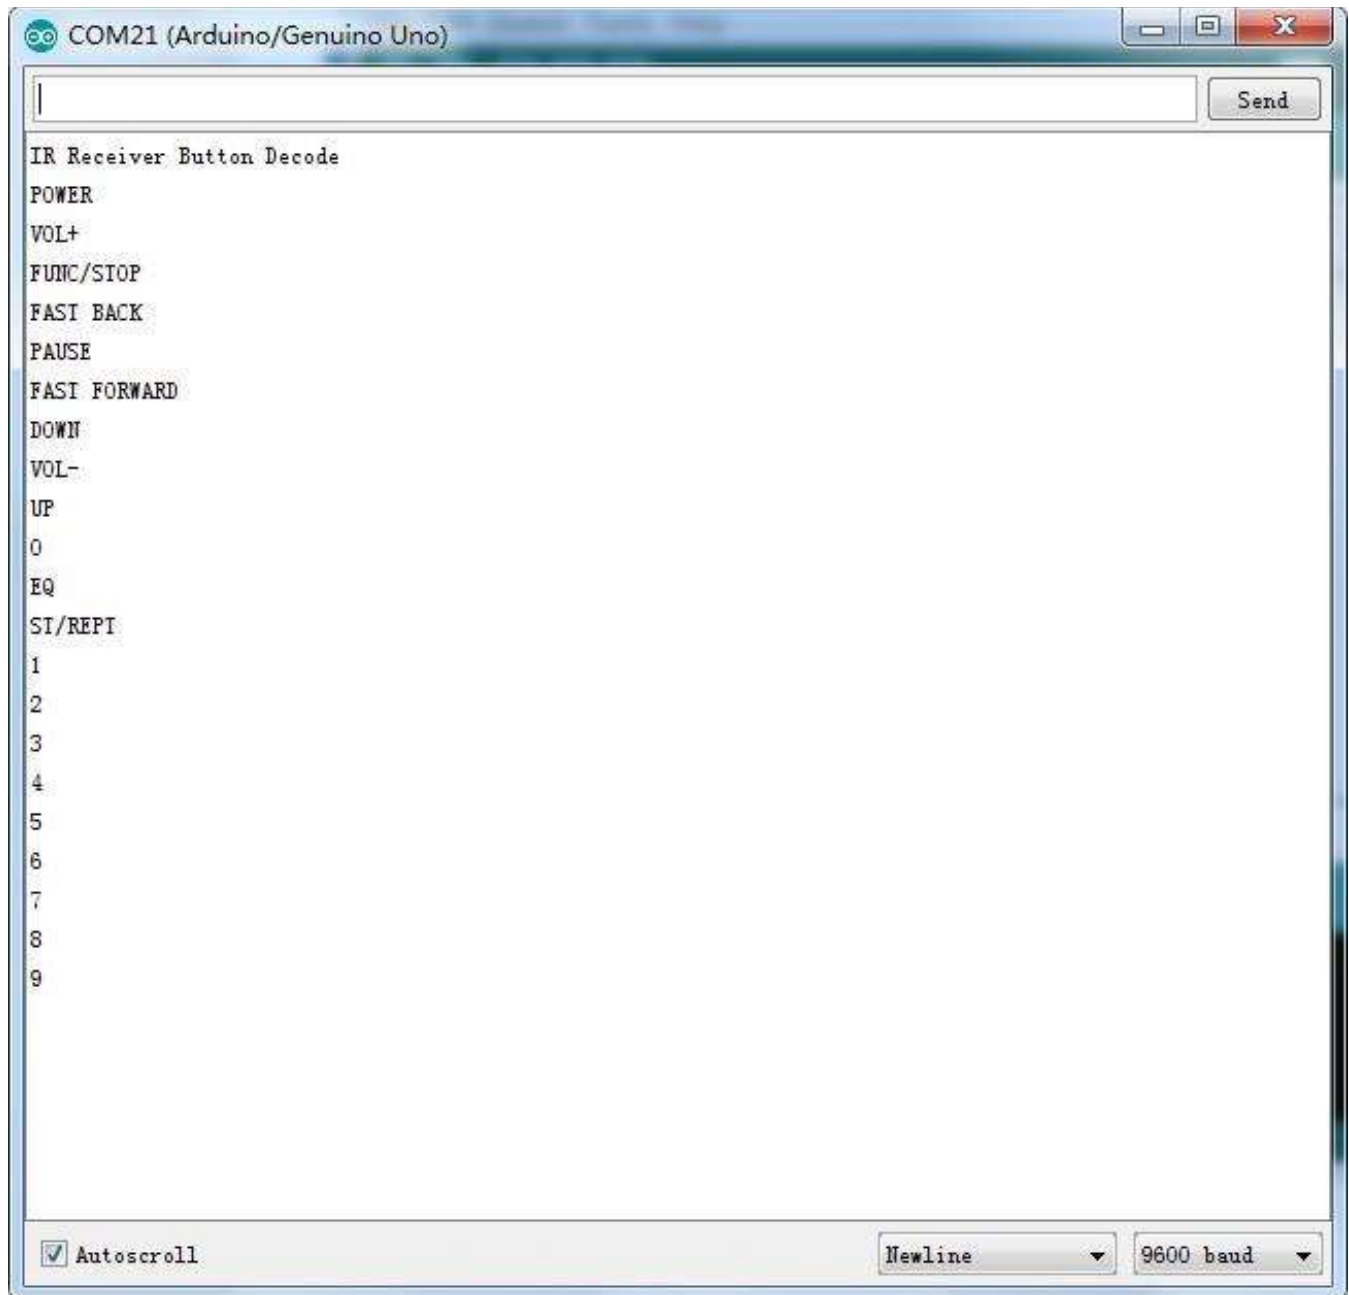 COM21 (Arduino/Genuino Uno)
Send
IR Receiver Button Decode
POWER
VOL+
FUNC/STOP
FAST BACK
PAUSE
FAST FORWARD
DOWN
VOL-
UP
0
EQ
ST/REPT
1
2
3
4
5
6
7
8
9
Autoscroll
Newline
9600 baud